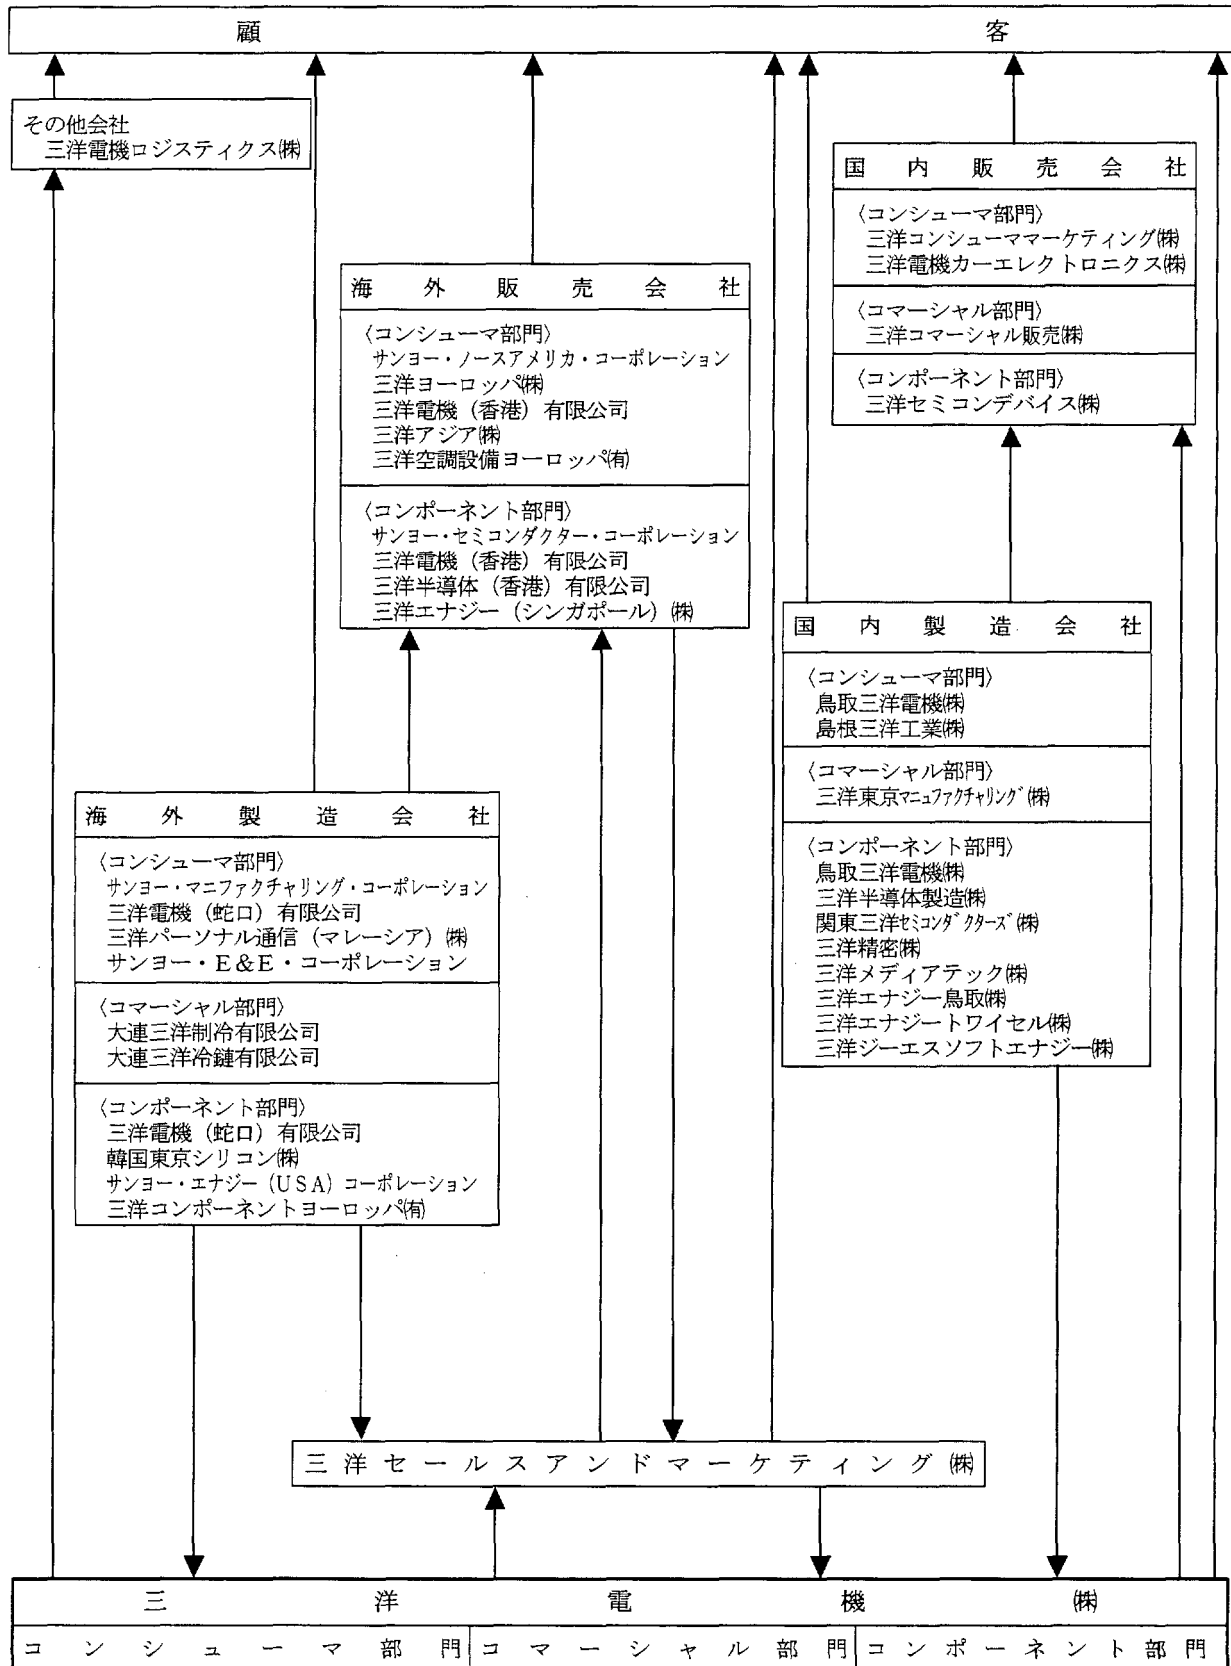 顧客
その他会社
三洋電機ロジスティクス㈱
国内販売会社
〈コンシューマ部門〉
三洋コンシューママーケティング㈱
三洋電機カーエレクトロニクス㈱
〈コマーシャル部門〉
三洋コマーシャル販売㈱
〈コンポーネント部門〉
三洋セミコンデバイス㈱
海外販売会社
〈コンシューマ部門〉
サンヨー・ノースアメリカ・コーポレーション
三洋ヨーロッパ㈱
三洋電機（香港）有限公司
三洋アジア㈱
三洋空調設備ヨーロッパ㈲
〈コンポーネント部門〉
サンヨー・セミコンダクター・コーポレーション
三洋電機（香港）有限公司
三洋半導体（香港）有限公司
三洋エナジー（シンガポール）㈱
国内製造会社
〈コンシューマ部門〉
鳥取三洋電機㈱
島根三洋工業㈱
〈コマーシャル部門〉
三洋東京マニュファクチャリング㈱
〈コンポーネント部門〉
鳥取三洋電機㈱
三洋半導体製造㈱
関東三洋セミコンダクターズ㈱
三洋精密㈱
三洋メディアテック㈱
三洋エナジー鳥取㈱
三洋エナジートワイセル㈱
三洋ジーエスソフトエナジー㈱
海外製造会社
〈コンシューマ部門〉
サンヨー・マニファクチャリング・コーポレーション
三洋電機（蛇口）有限公司
三洋パーソナル通信（マレーシア）㈱
サンヨー・E＆E・コーポレーション
〈コマーシャル部門〉
大連三洋制冷有限公司
大連三洋冷鏈有限公司
〈コンポーネント部門〉
三洋電機（蛇口）有限公司
韓国東京シリコン㈱
サンヨー・エナジー（USA）コーポレーション
三洋コンポーネントヨーロッパ㈲
三洋セールスアンドマーケティング㈱
三洋電機㈱
コンシューマ部門 コマーシャル部門 コンポーネント部門